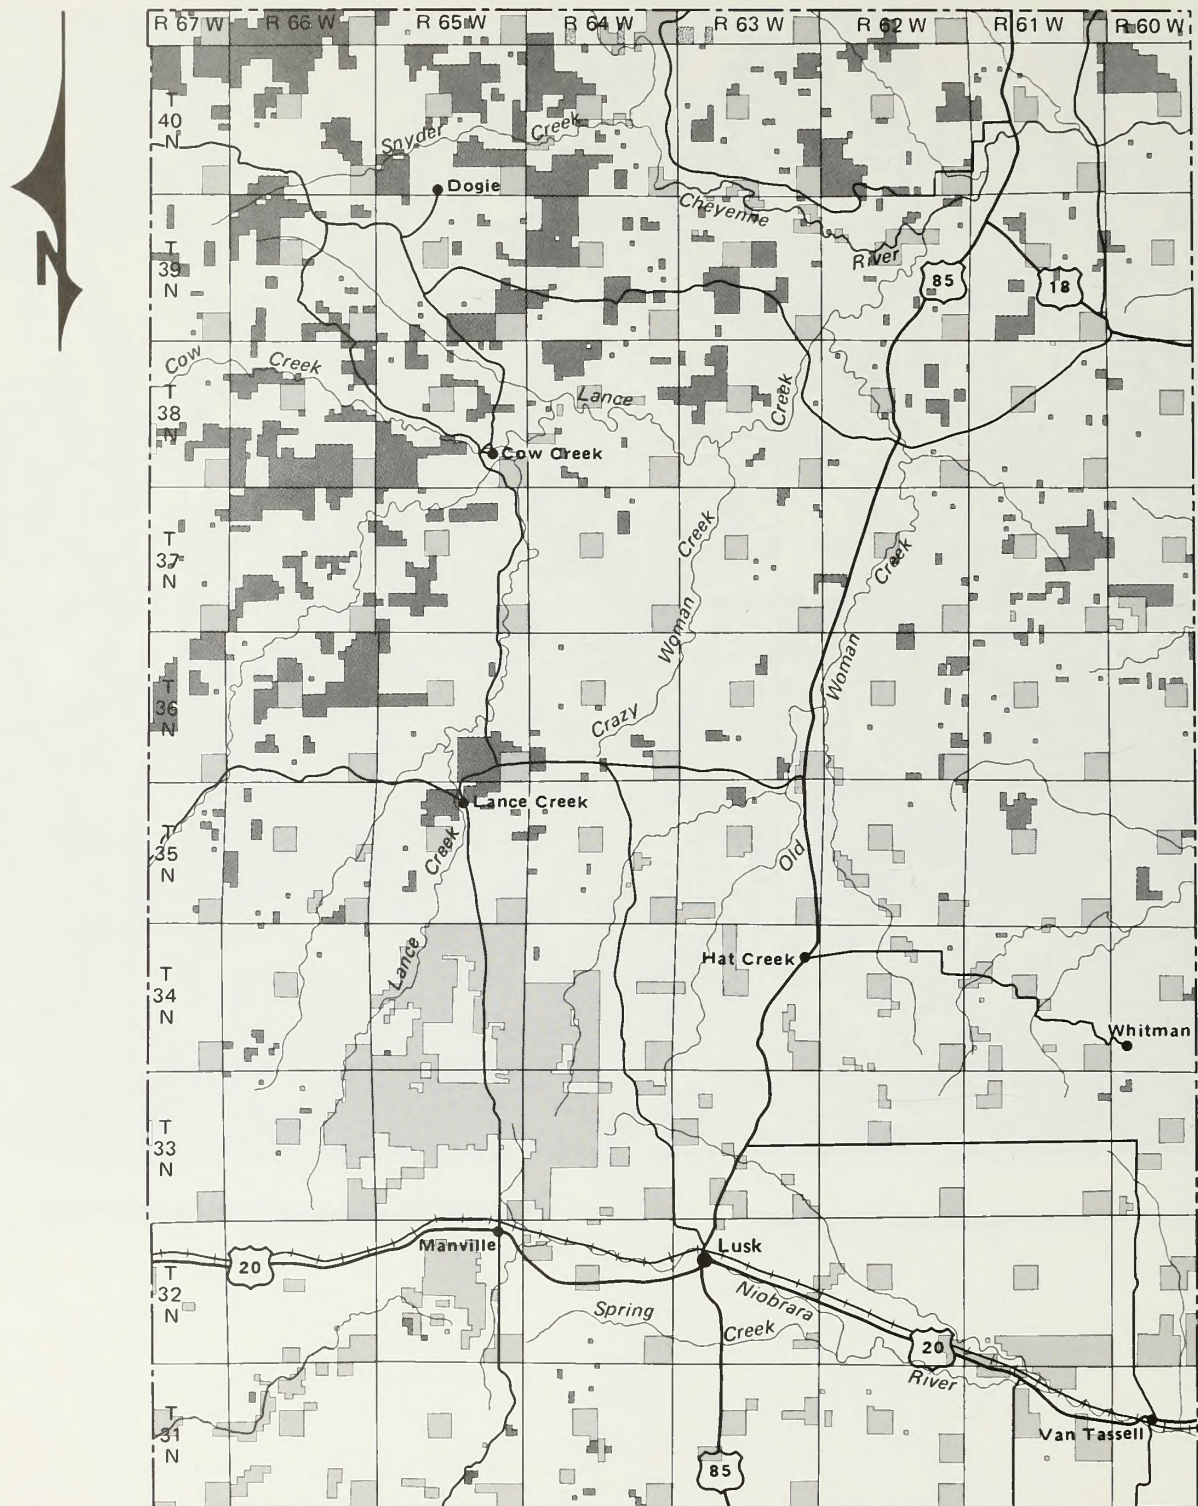 R 67 W R 66 W R 65 W R 64 W R 63 W R 62 W R 61 W R 60 W
N
T
40
N
Snyder Creek
Dogie
Cheyenne River
T
39
N
85
18
Cow Creek
Lance Creek
T
38
N
Cow Creek
T
37
N
Crazy Woman Creek
Old Woman Creek
T
36
N
Lance Creek
T
35
N
Lance Creek
Hat Creek
T
34
N
Whitman
T
33
N
Manville
Lusk
20
T
32
N
Spring Creek
Niobrara River
20
T
31
N
Van Tassell
85